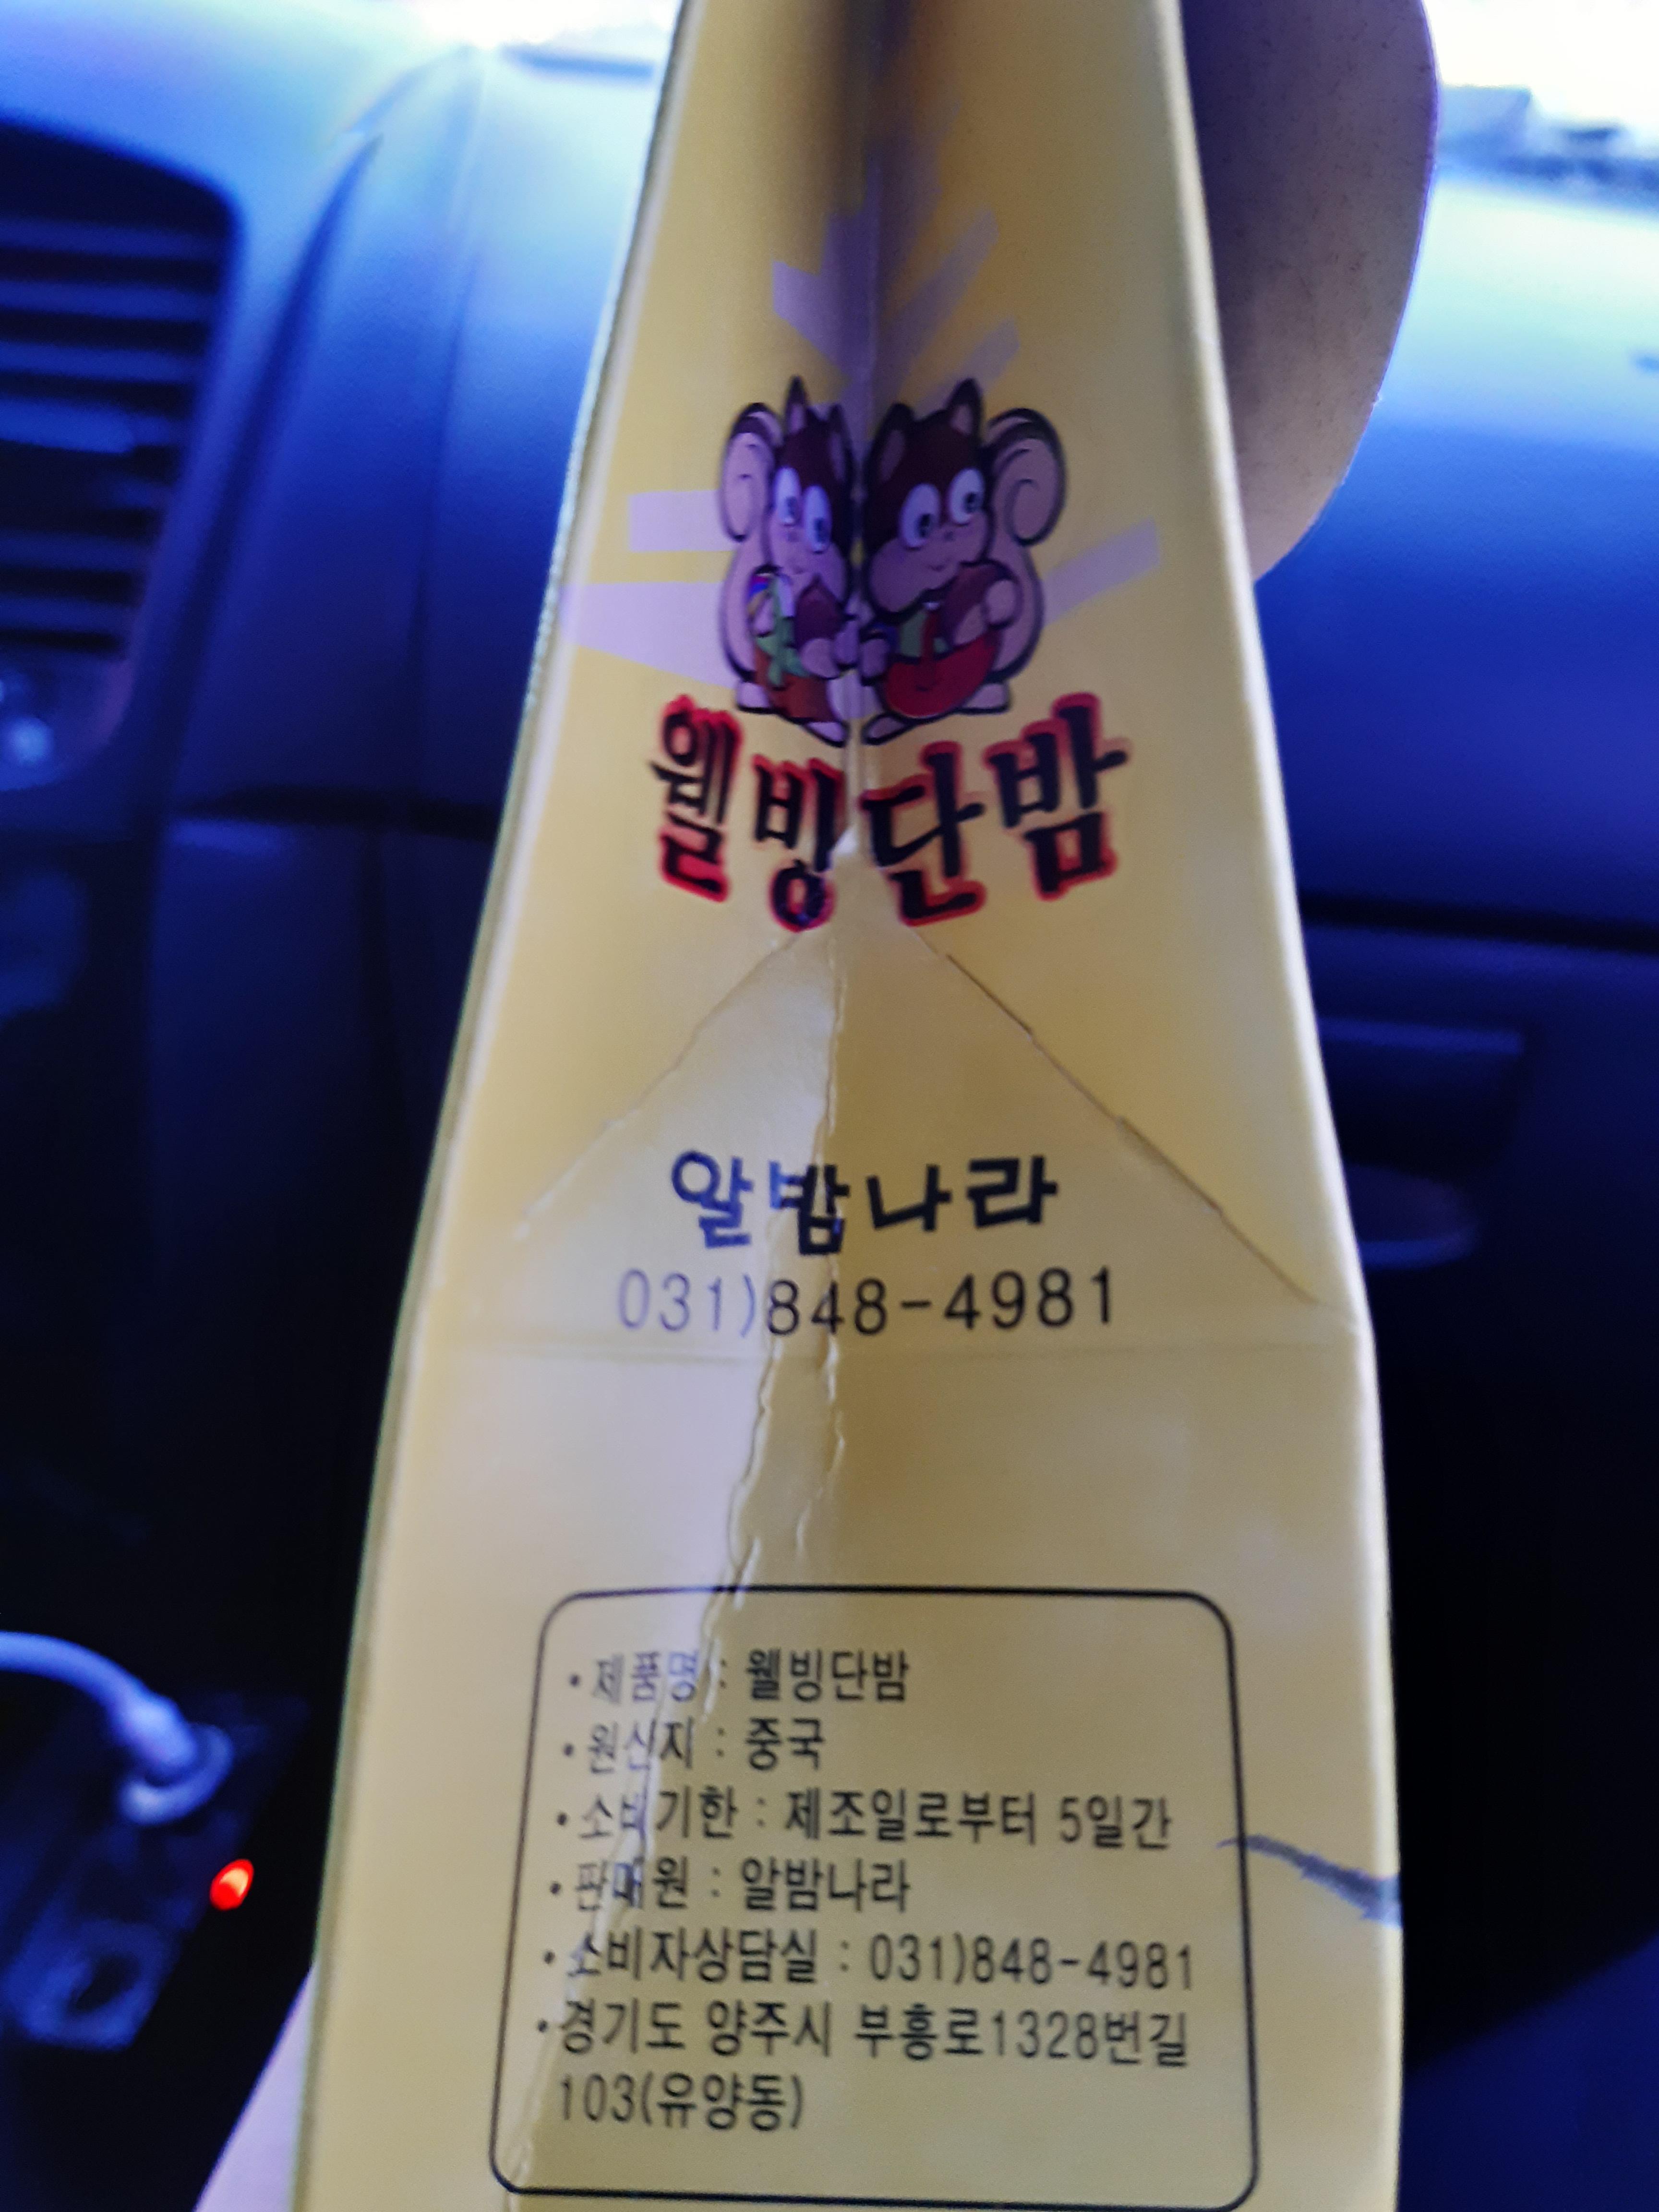 웰빙단밤
알밤나라
031)848-4981
•제품명 : 웰빙단밤
•원산지 : 중국
•소비기한 : 제조일로부터 5일간
•판매원 : 알밤나라
•소비자상담실 : 031)848-4981
•경기도 양주시 부흥로1328번길
103(유양동)